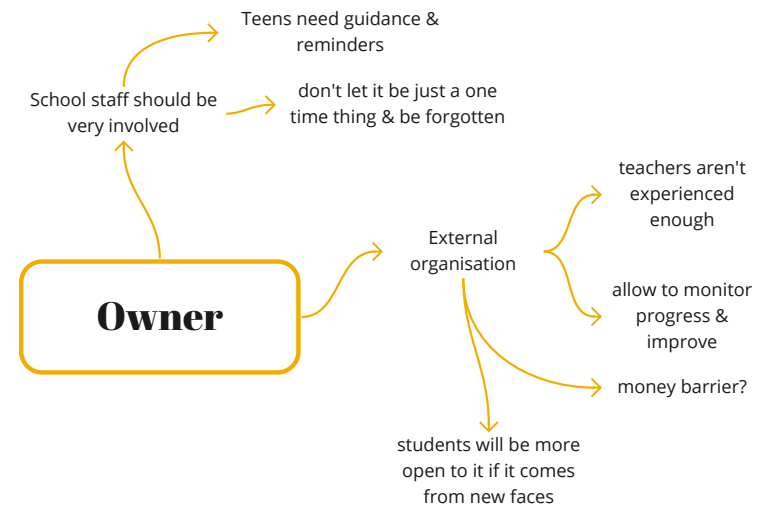 Teens need guidance &
reminders
School staff should be
very involved
don't let it be just a one
time thing & be forgotten
Owner
External
organisation
teachers aren't
experienced
enough
allow to monitor
progress &
improve
money barrier?
students will be more
open to it if it comes
from new faces